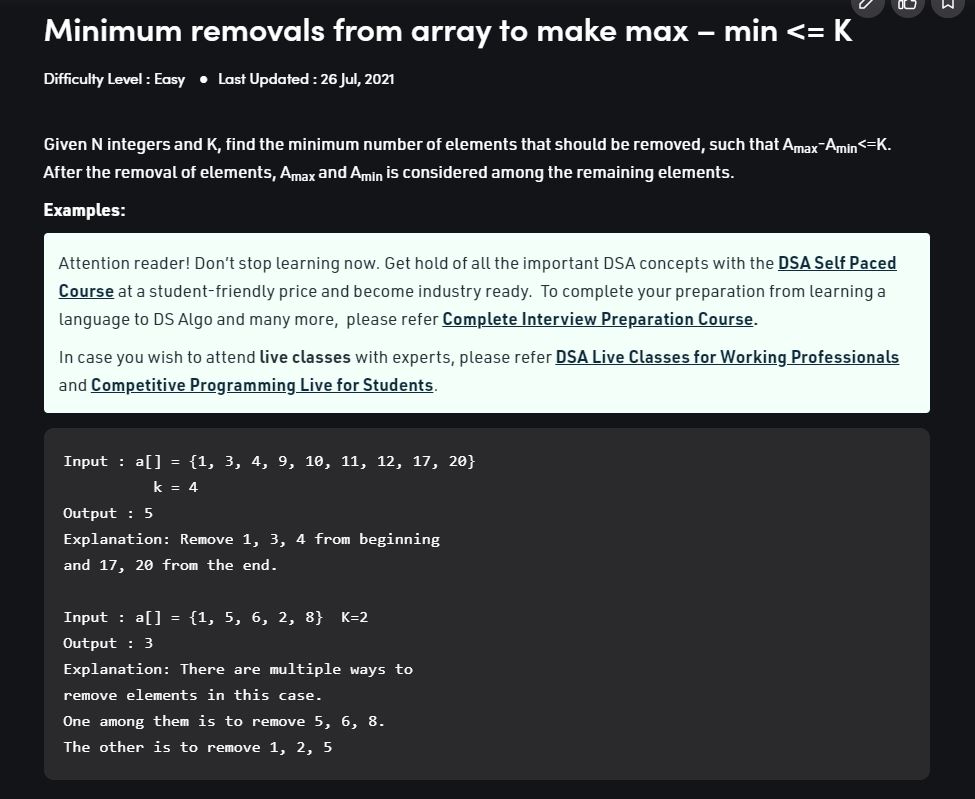 Minimum removals from array to make max – min <= K
Difficulty Level : Easy ● Last Updated : 26 Jul, 2021
Given N integers and K, find the minimum number of elements that should be removed, such that Amax-Amin<=K.
After the removal of elements, Amax and Amin is considered among the remaining elements.
Examples:
Attention reader! Don't stop learning now. Get hold of all the important DSA concepts with the DSA Self Paced
Course at a student-friendly price and become industry ready.  To complete your preparation from learning a
language to DS Algo and many more,  please refer Complete Interview Preparation Course.
In case you wish to attend live classes with experts, please refer DSA Live Classes for Working Professionals
and Competitive Programming Live for Students.
Input : a[] = {1, 3, 4, 9, 10, 11, 12, 17, 20}
          k = 4
Output : 5
Explanation: Remove 1, 3, 4 from beginning
and 17, 20 from the end.
Input : a[] = {1, 5, 6, 2, 8}  K=2
Output : 3
Explanation: There are multiple ways to
remove elements in this case.
One among them is to remove 5, 6, 8.
The other is to remove 1, 2, 5